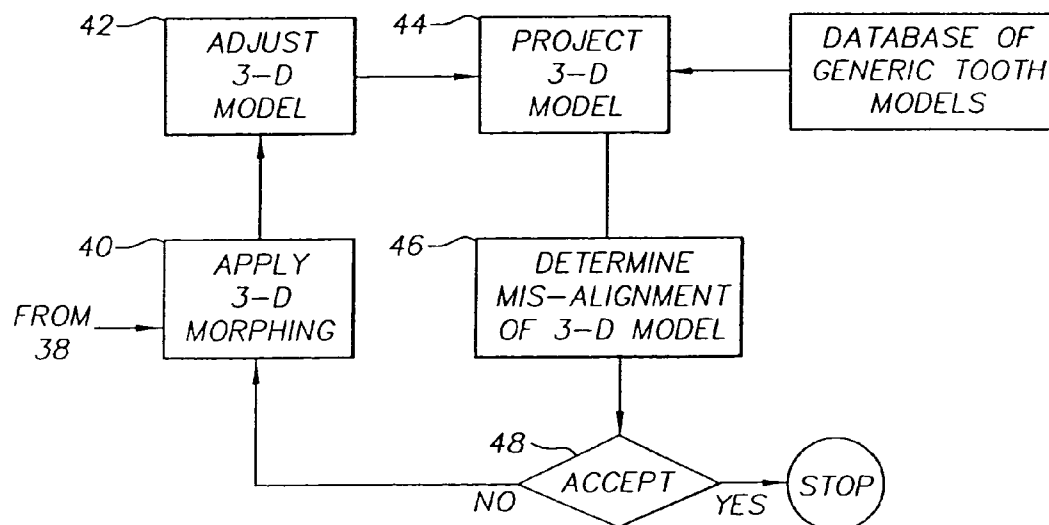 42
ADJUST
3-D
MODEL
44
PROJECT
3-D
MODEL
DATABASE OF
GENERIC TOOTH
MODELS
40
APPLY
3-D
MORPHING
FROM
38
46
DETERMINE
MIS-ALIGNMENT
OF 3-D MODEL
48
ACCEPT
NO
YES
STOP